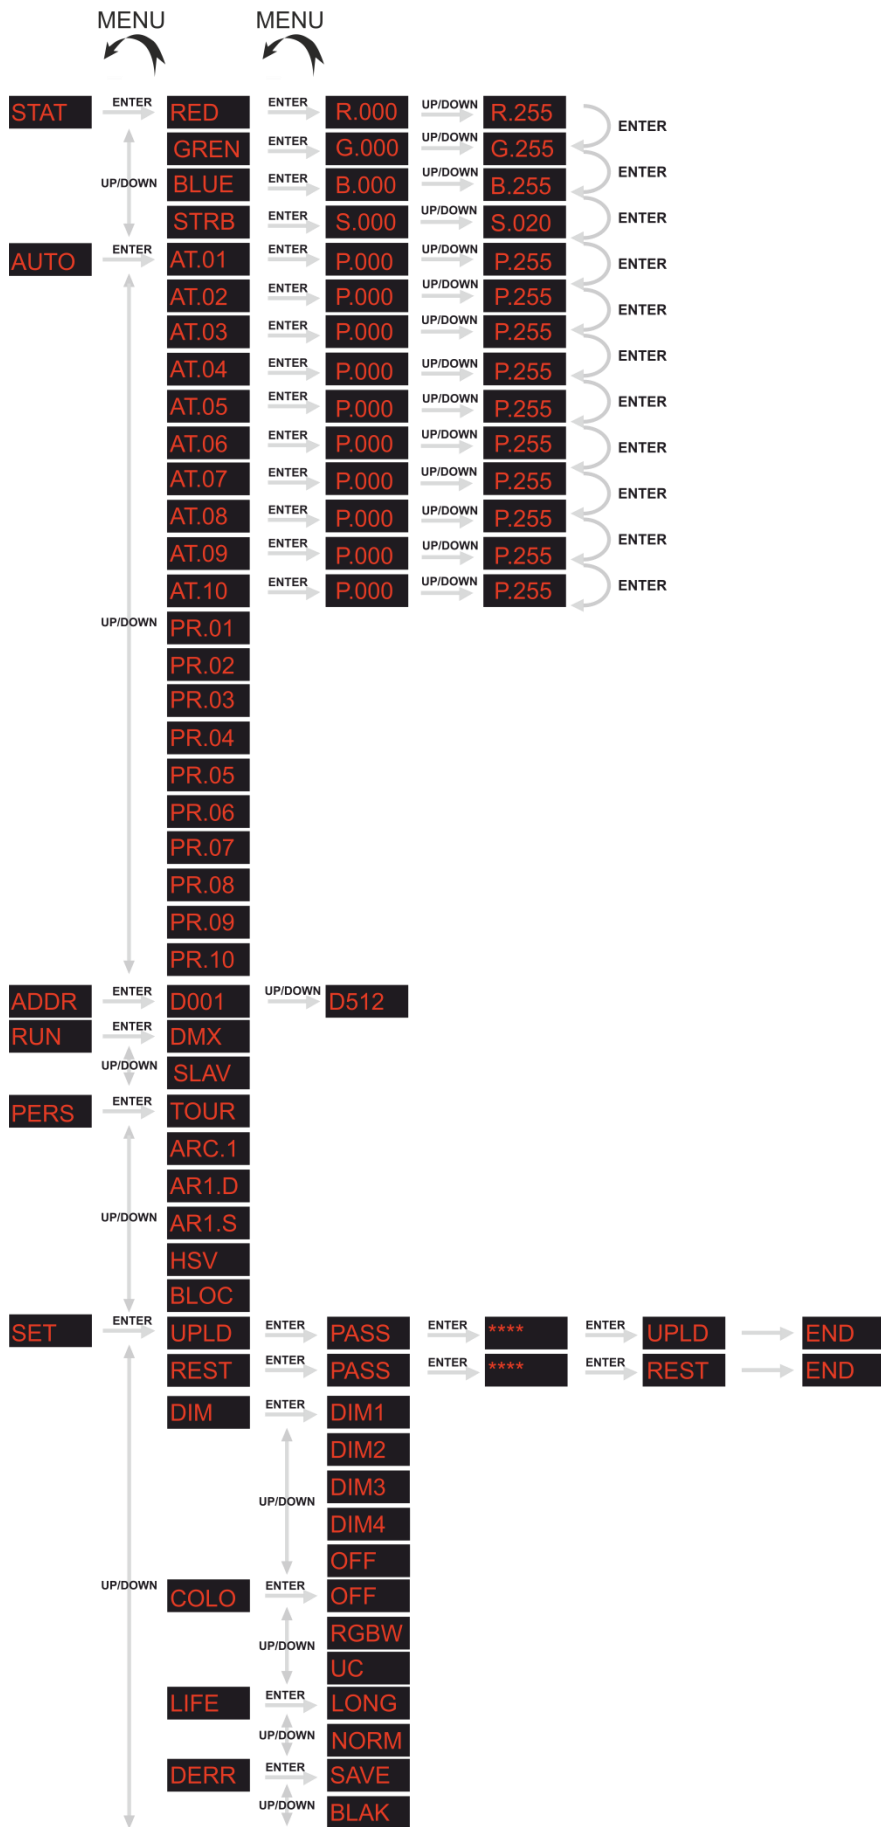 MENU MENU
STAT ENTER RED ENTER R.000 UP/DOWN R.255
ENTER
GREN ENTER G.000 UP/DOWN G.255
ENTER
UP/DOWN BLUE ENTER B.000 UP/DOWN B.255
ENTER
STRB ENTER S.000 UP/DOWN S.020
AUTO ENTER AT.01 ENTER P.000 UP/DOWN P.255 ENTER
AT.02 ENTER P.000 UP/DOWN P.255
ENTER
AT.03 ENTER P.000 UP/DOWN P.255
ENTER
AT.04 ENTER P.000 UP/DOWN P.255
ENTER
AT.05 ENTER P.000 UP/DOWN P.255
AT.06 ENTER P.000 UP/DOWN P.255 ENTER
AT.07 ENTER P.000 UP/DOWN P.255
ENTER
AT.08 ENTER P.000 UP/DOWN P.255
ENTER
AT.09 ENTER P.000 UP/DOWN P.255
AT.10 ENTER P.000 UP/DOWN P.255 ENTER
UP/DOWN PR.01
PR.02
PR.03
PR.04
PR.05
PR.06
PR.07
PR.08
PR.09
PR.10
ADDR ENTER D001 UP/DOWN D512
RUN ENTER DMX
UP/DOWN SLAV
PERS ENTER TOUR
ARC.1
AR1.D
UP/DOWN AR1.S
HSV
BLOC
SET ENTER UPLD ENTER PASS ENTER **** ENTER UPLD END
REST ENTER PASS ENTER **** ENTER REST END
DIM ENTER DIM1
DIM2
UP/DOWN DIM3
DIM4
OFF
UP/DOWN COLO ENTER OFF
UP/DOWN RGBW
UC
LIFE ENTER LONG
UP/DOWN NORM
DERR ENTER SAVE
UP/DOWN BLAK